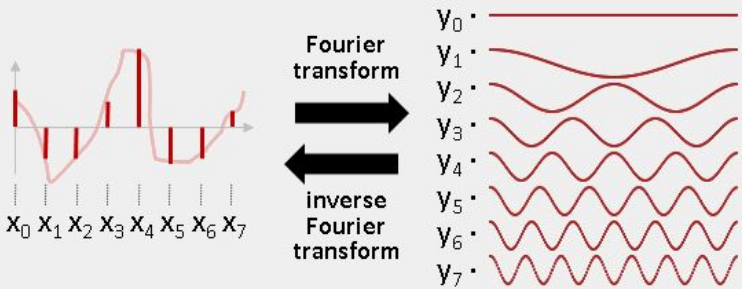 Fourier
transform
inverse
Fourier
transform
x₀ x₁ x₂ x₃ x₄ x₅ x₆ x₇
y₀ ·
y₁ ·
y₂ ·
y₃ ·
y₄ ·
y₅ ·
y₆ ·
y₇ ·